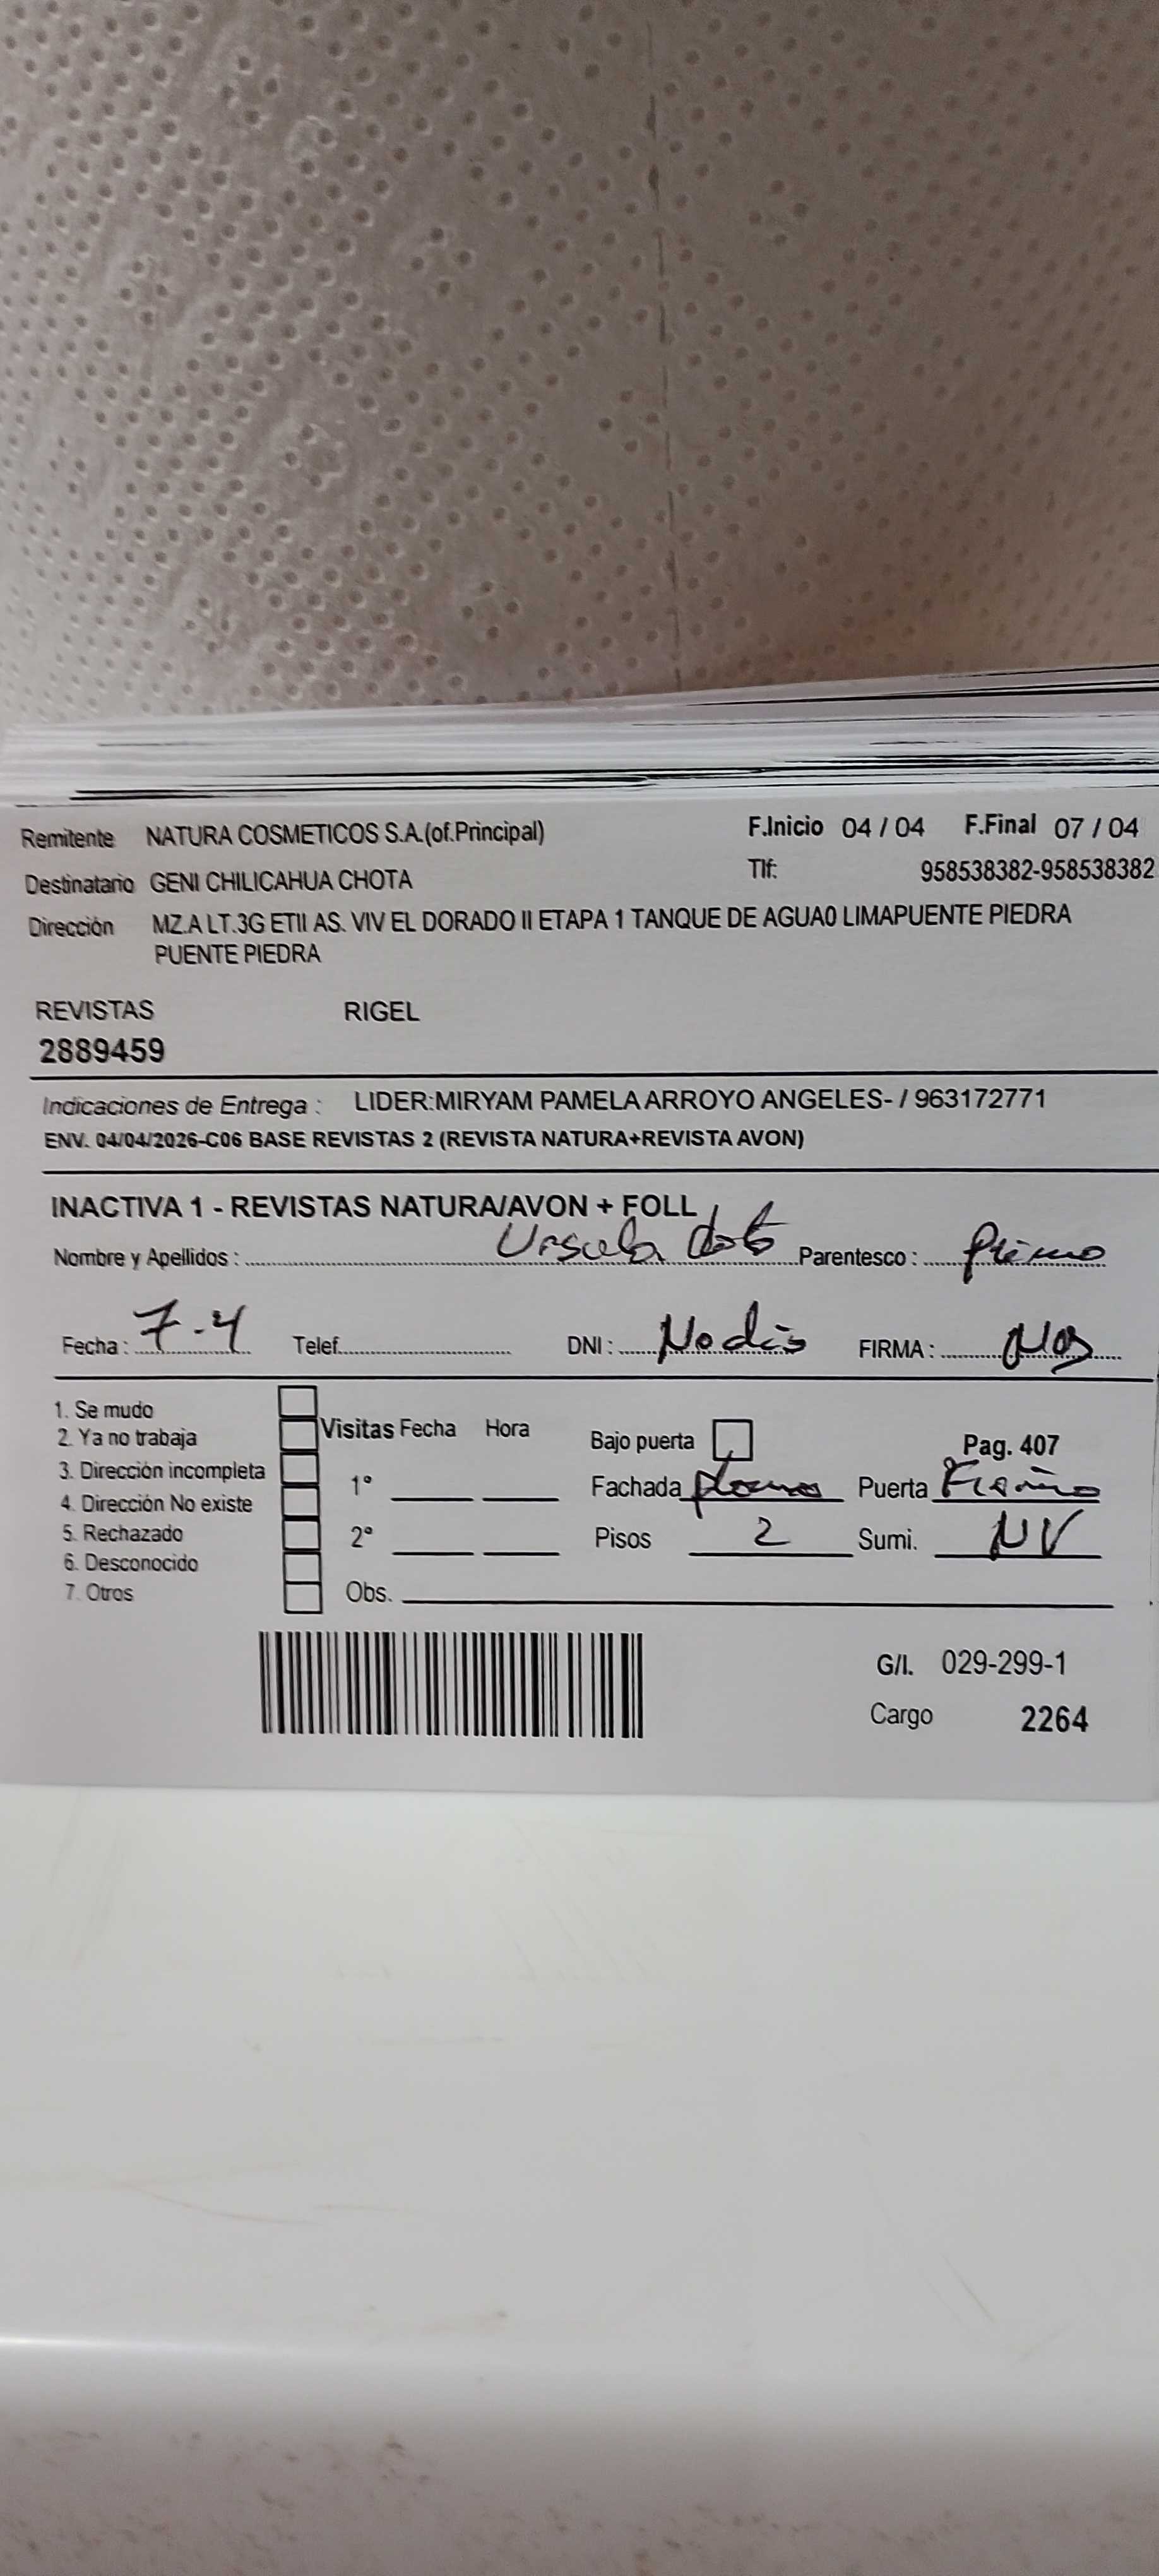 Remitente NATURA COSMETICOS S.A.(of.Principal) F.Inicio 04 / 04 F.Final 07 / 04
Destinatario GENI CHILICAHUA CHOTA Tlf: 958538382-958538382
Dirección MZ.A LT.3G ETII AS. VIV EL DORADO II ETAPA 1 TANQUE DE AGUA0 LIMAPUENTE PIEDRA
PUENTE PIEDRA
REVISTAS RIGEL
2889459
Indicaciones de Entrega : LIDER:MIRYAM PAMELA ARROYO ANGELES- / 963172771
ENV. 04/04/2026-C06 BASE REVISTAS 2 (REVISTA NATURA+REVISTA AVON)
INACTIVA 1 - REVISTAS NATURA/AVON + FOLL
Nombre y Apellidos : Ursula Parentesco :
Fecha : 7-4 Telef. DNI : No dio FIRMA :
1. Se mudo
2. Ya no trabaja
3. Dirección incompleta
4. Dirección No existe
5. Rechazado
6. Desconocido
7. Otros
Visitas Fecha Hora
1°
2°
Obs.
Bajo puerta Pag. 407
Fachada Puerta
Pisos 2 Sumi. NV
G/I. 029-299-1
Cargo 2264